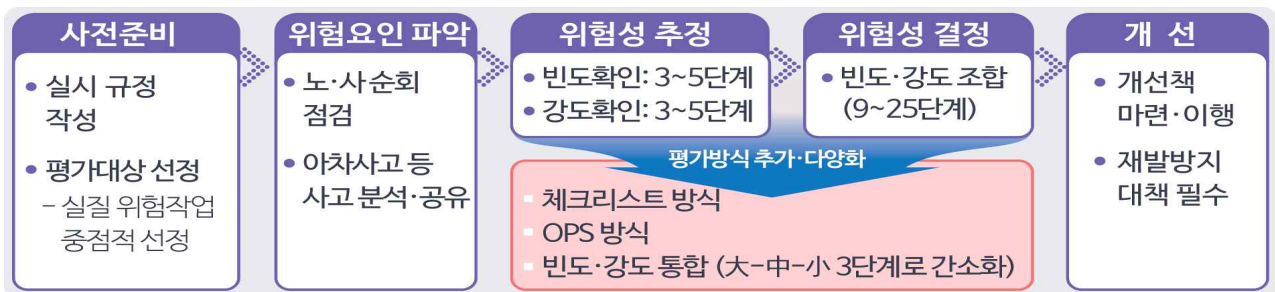 사전준비
• 실시 규정
작성
• 평가대상 선정
- 실질 위험작업
중점적 선정
위험요인 파악
• 노·사 순회
점검
• 아차사고 등
사고 분석·공유
위험성 추정
• 빈도확인: 3~5단계
• 강도확인: 3~5단계
위험성 결정
• 빈도·강도 조합
(9~25단계)
평가방식 추가·다양화
체크리스트 방식
OPS 방식
빈도·강도 통합 (大-中-小 3단계로 간소화)
개 선
• 개선책
마련·이행
• 재발방지
대책 필수